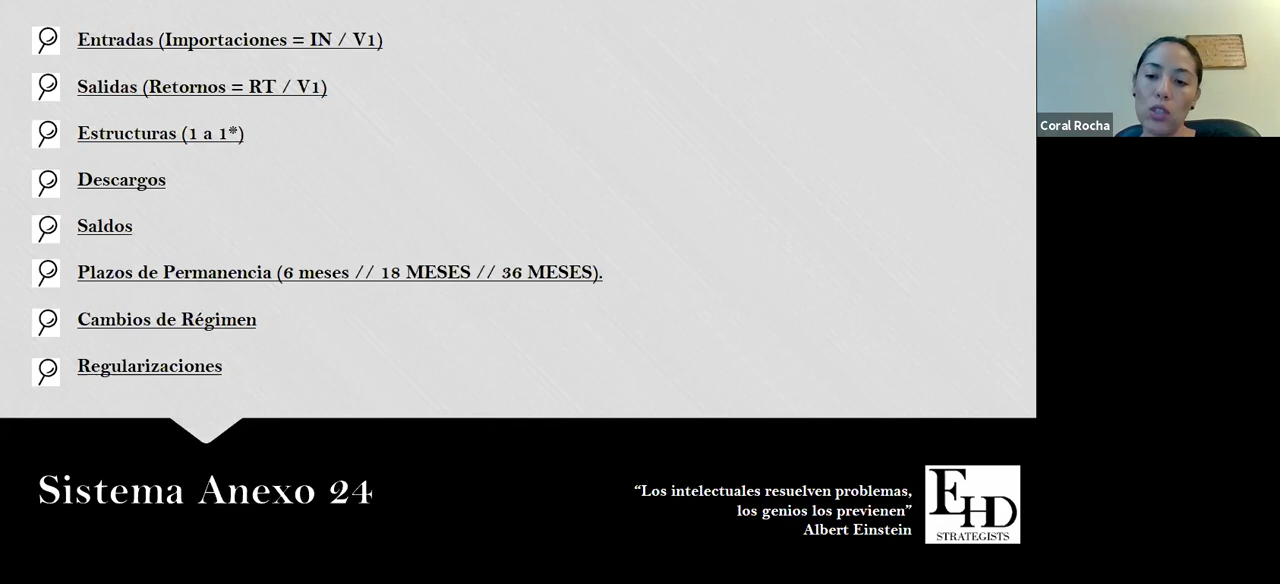 Entradas (Importaciones = IN / V1)
Salidas (Retornos = RT / V1)
Estructuras (1 a 1*)
Descargos
Saldos
Plazos de Permanencia (6 meses // 18 MESES // 36 MESES).
Cambios de Régimen
Regularizaciones
Coral Rocha
Sistema Anexo 24
“Los intelectuales resuelven problemas,
los genios los previenen”
Albert Einstein
EHD
STRATEGISTS